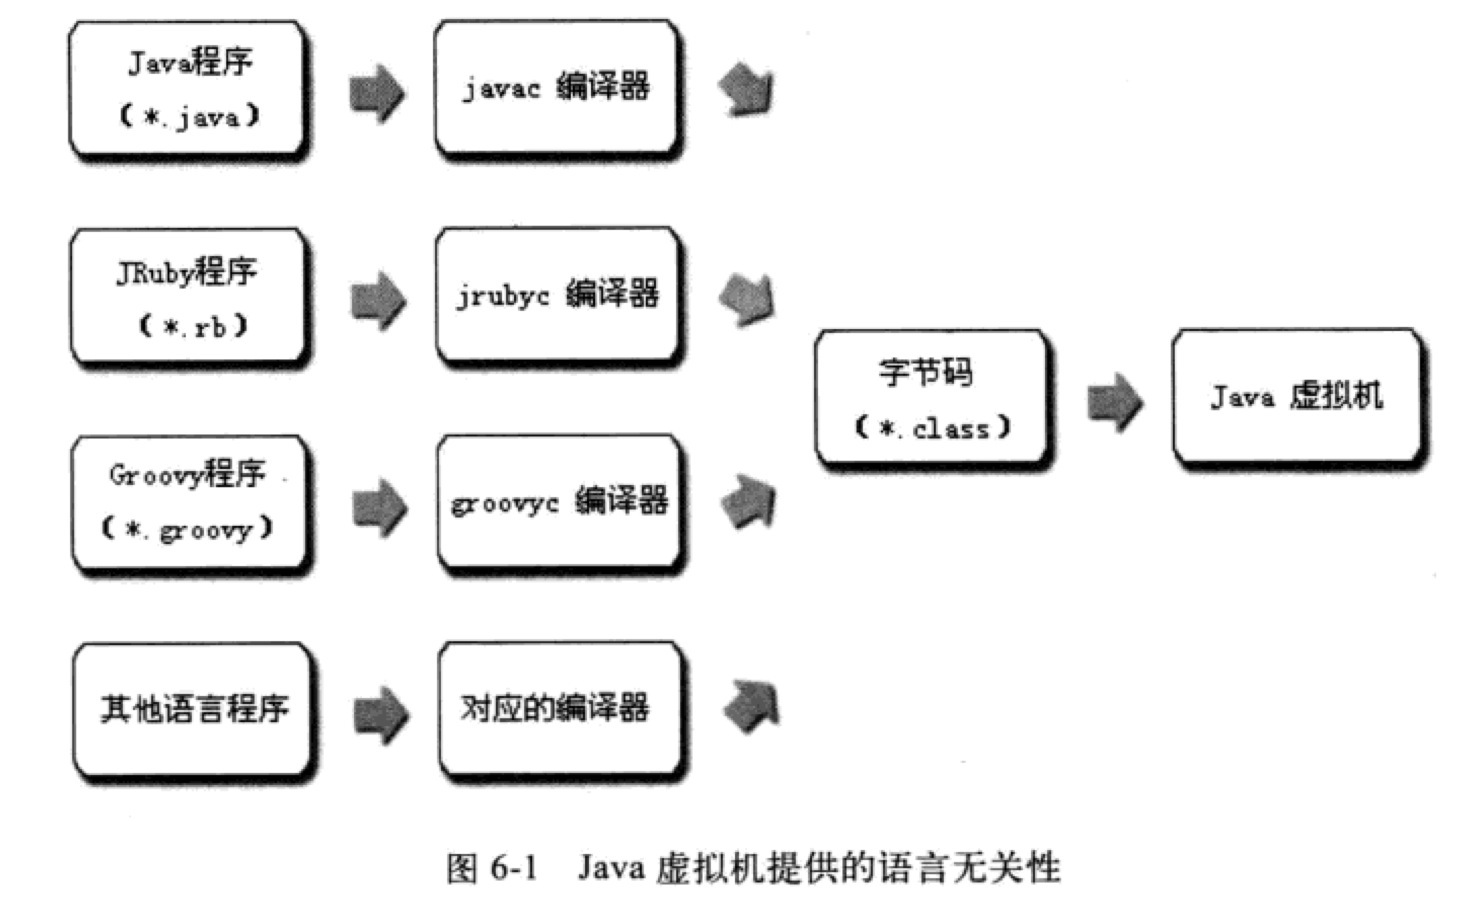 Java程序
(*.java)
javac 编译器
JRuby程序
(*.rb)
jrubyc 编译器
Groovy程序
(*.groovy)
groovyc 编译器
其他语言程序
对应的编译器
字节码
(*.class)
Java 虚拟机
图 6-1 Java 虚拟机提供的语言无关性